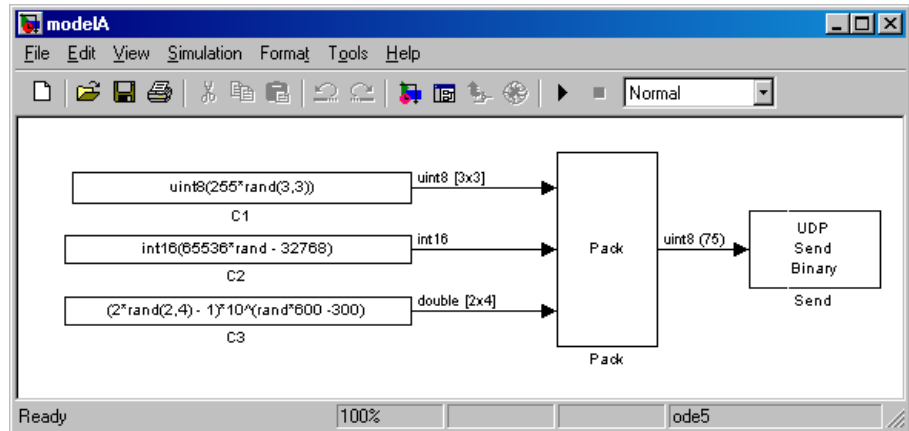 modelA
File Edit View Simulation Format Tools Help
Normal
uint8(255*rand(3,3))
uint8 [3x3]
C1
int16(65536*rand - 32768)
int16
C2
(2*rand(2,4) - 1)*10^(rand*600 -300)
double [2x4]
C3
Pack
Pack
uint8 (75)
UDP
Send
Binary
Send
Ready 100% ode5